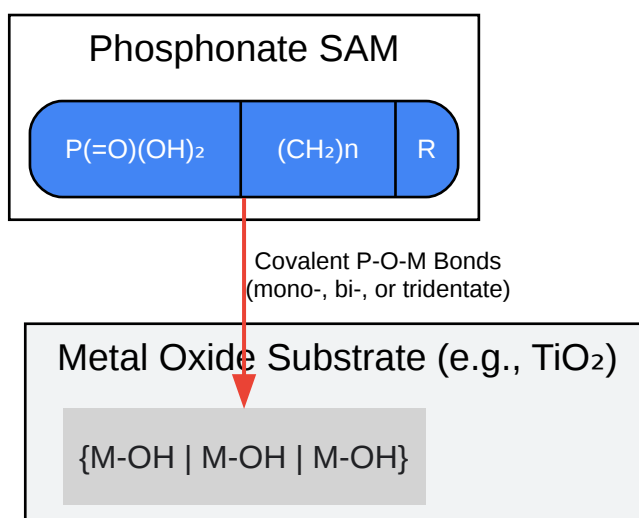 Phosphonate SAM
P(=O)(OH)₂ (CH₂)n R
Covalent P-O-M Bonds
(mono-, bi-, or tridentate)
Metal Oxide Substrate (e.g., TiO₂)
{M-OH | M-OH | M-OH}